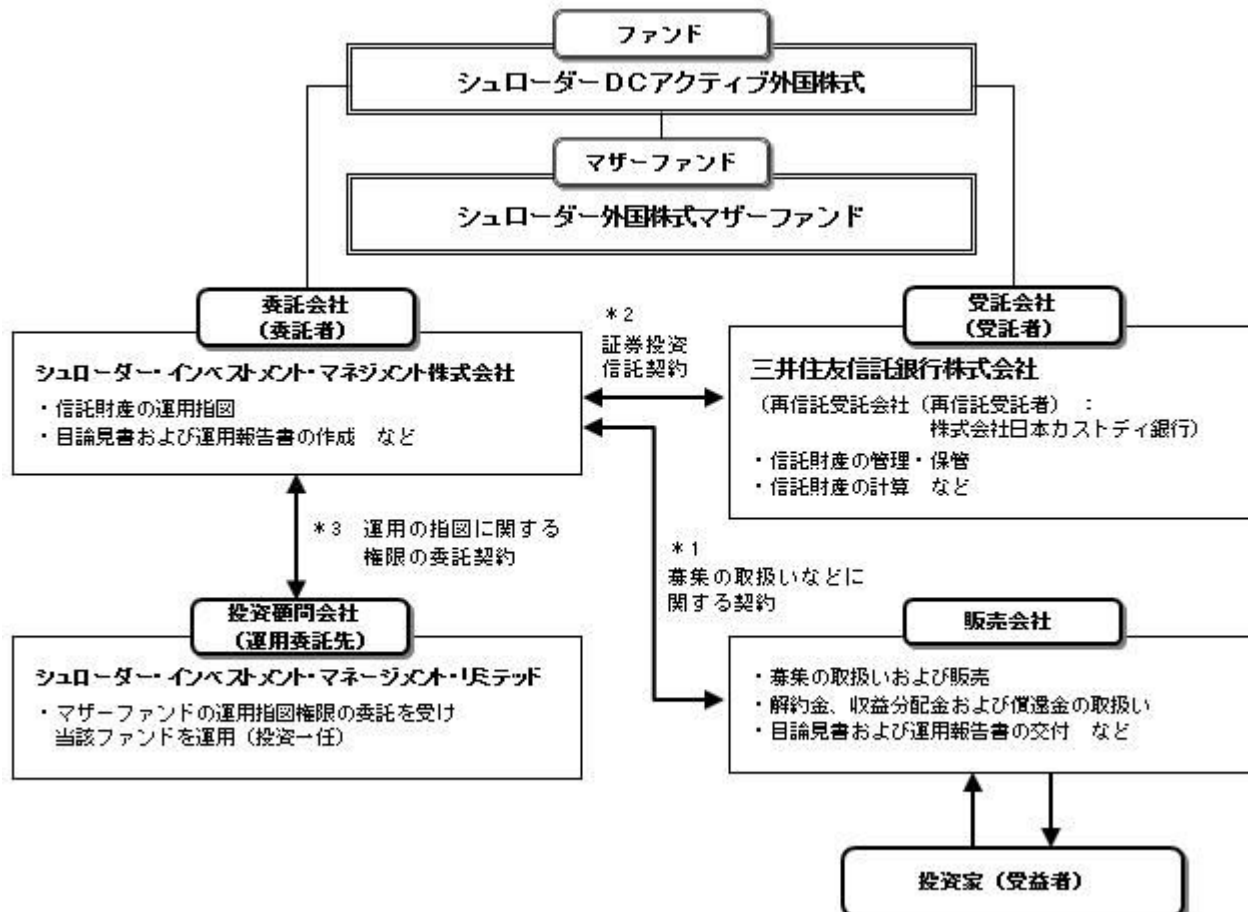 ファンド
シュローダーDCアクティブ外国株式
マザーファンド
シュローダー外国株式マザーファンド
委託会社
(委託者)
シュローダー・インベストメント・マネジメント株式会社
・信託財産の運用指図
・目論見書および運用報告書の作成 など
*2
証券投資
信託契約
受託会社
(受託者)
三井住友信託銀行株式会社
(再信託受託会社(再信託受託者) :
株式会社日本カストディ銀行)
・信託財産の管理・保管
・信託財産の計算 など
*3 運用の指図に関する
権限の委託契約
*1
募集の取扱いなどに
関する契約
投資顧問会社
(運用委託先)
シュローダー・インベストメント・マネージメント・リミテッド
・マザーファンドの運用指図権限の委託を受け
当該ファンドを運用(投資一任)
販売会社
・募集の取扱いおよび販売
・解約金、収益分配金および償還金の取扱い
・目論見書および運用報告書の交付 など
投資家(受益者)